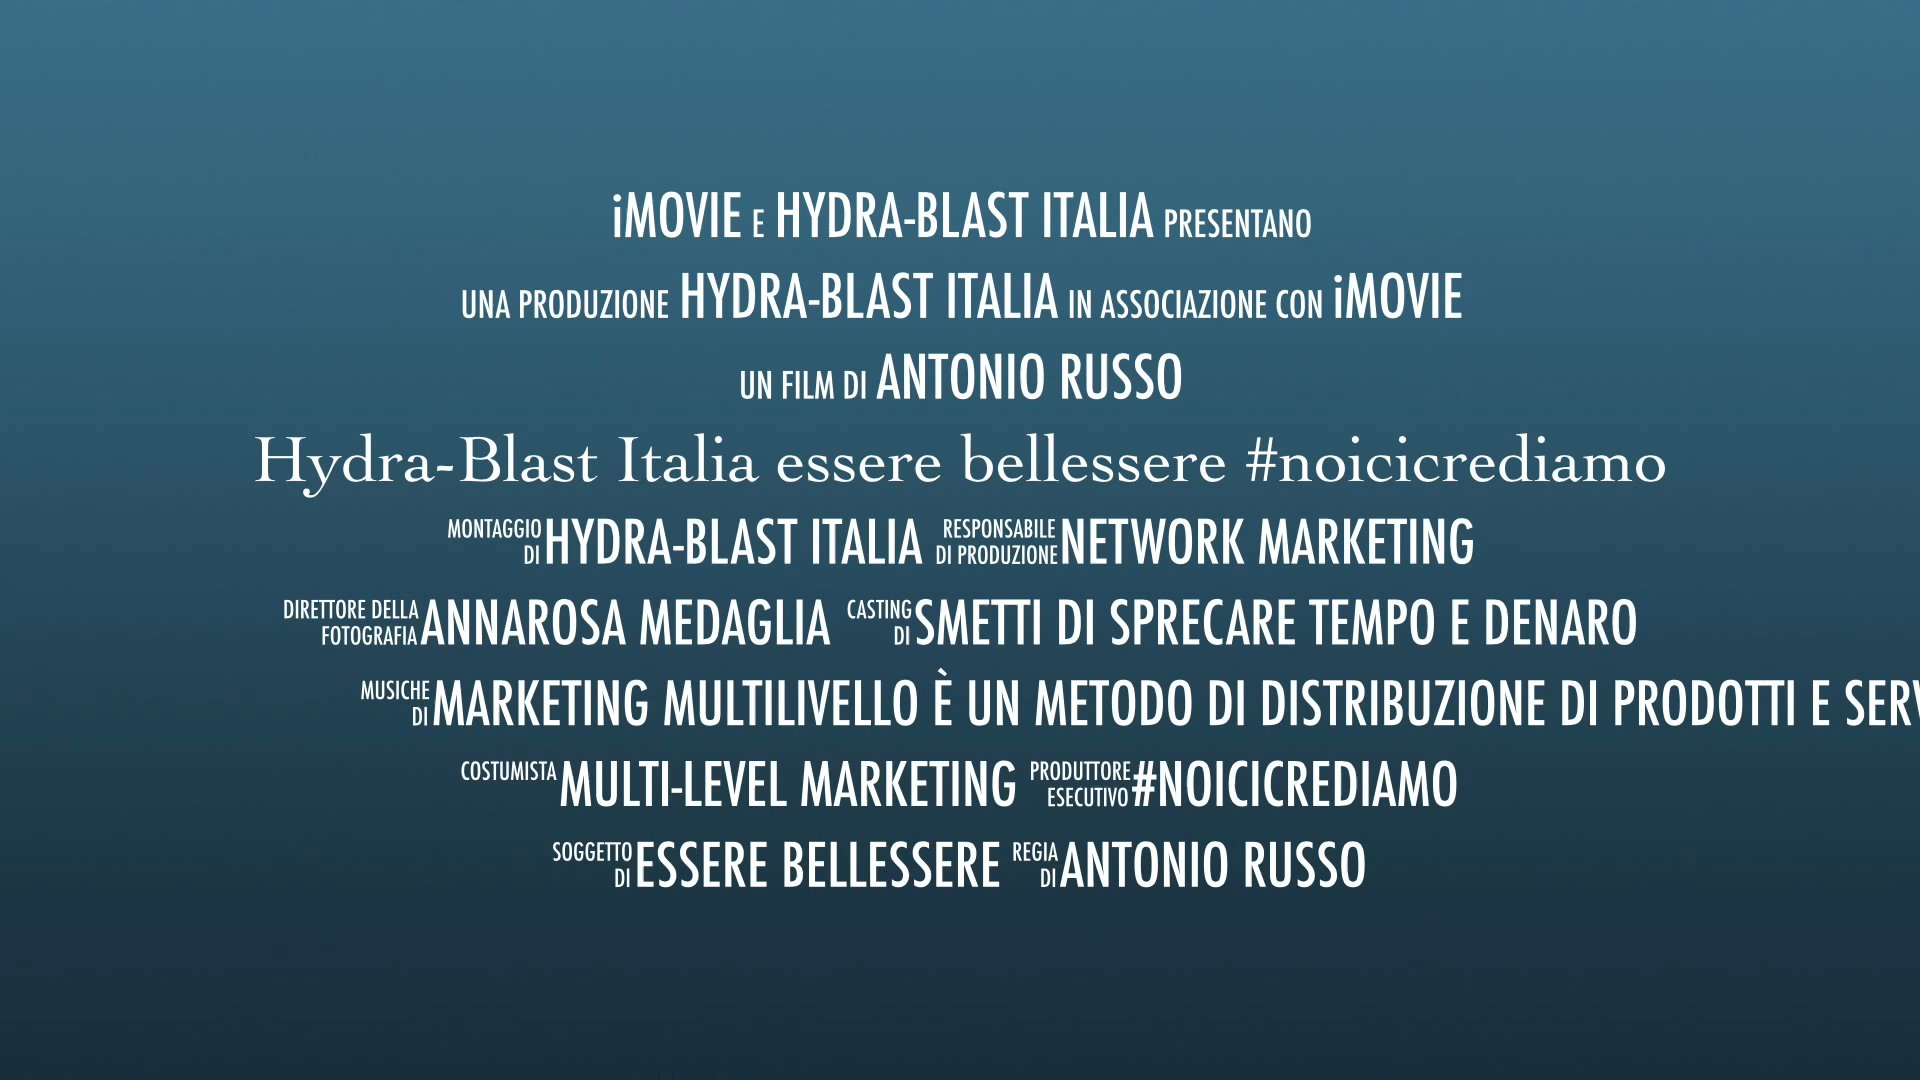 iMOVIE E HYDRA-BLAST ITALIA PRESENTANO
UNA PRODUZIONE HYDRA-BLAST ITALIA IN ASSOCIAZIONE CON iMOVIE
UN FILM DI ANTONIO RUSSO
Hydra-Blast Italia essere bellessere #noicicrediamo
MONTAGGIO DI HYDRA-BLAST ITALIA RESPONSABILE DI PRODUZIONE NETWORK MARKETING
DIRETTORE DELLA FOTOGRAFIA ANNAROSA MEDAGLIA CASTING DI SMETTI DI SPRECARE TEMPO E DENARO
MUSICHE DI MARKETING MULTILIVELLO È UN METODO DI DISTRIBUZIONE DI PRODOTTI E
COSTUMISTA MULTI-LEVEL MARKETING PRODUTTORE ESECUTIVO #NOICICREDIAMO
SOGGETTO DI ESSERE BELLESSERE REGIA DI ANTONIO RUSSO